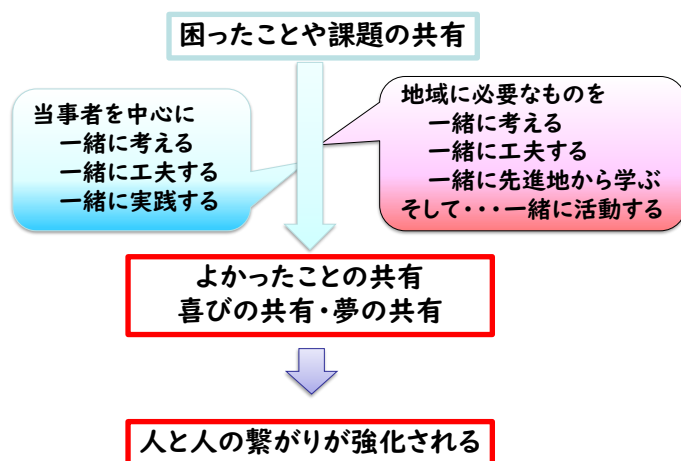 困ったことや課題の共有
当事者を中心に
一緒に考える
一緒に工夫する
一緒に実践する
地域に必要なものを
一緒に考える
一緒に工夫する
一緒に先進地から学ぶ
そして・・・一緒に活動する
よかったことの共有
喜びの共有・夢の共有
人と人の繋がりが強化される